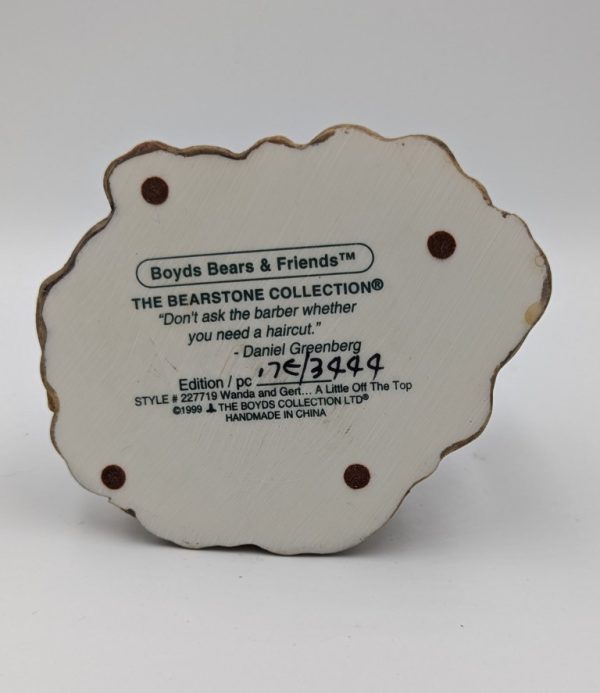 Boyds Bears & Friends™
THE BEARSTONE COLLECTION®
"Don't ask the barber whether
you need a haircut."
- Daniel Greenberg
Edition / pc 17E/3444
STYLE # 227719 Wanda and Gert... A Little Off The Top
©1999 THE BOYDS COLLECTION LTD®
HANDMADE IN CHINA